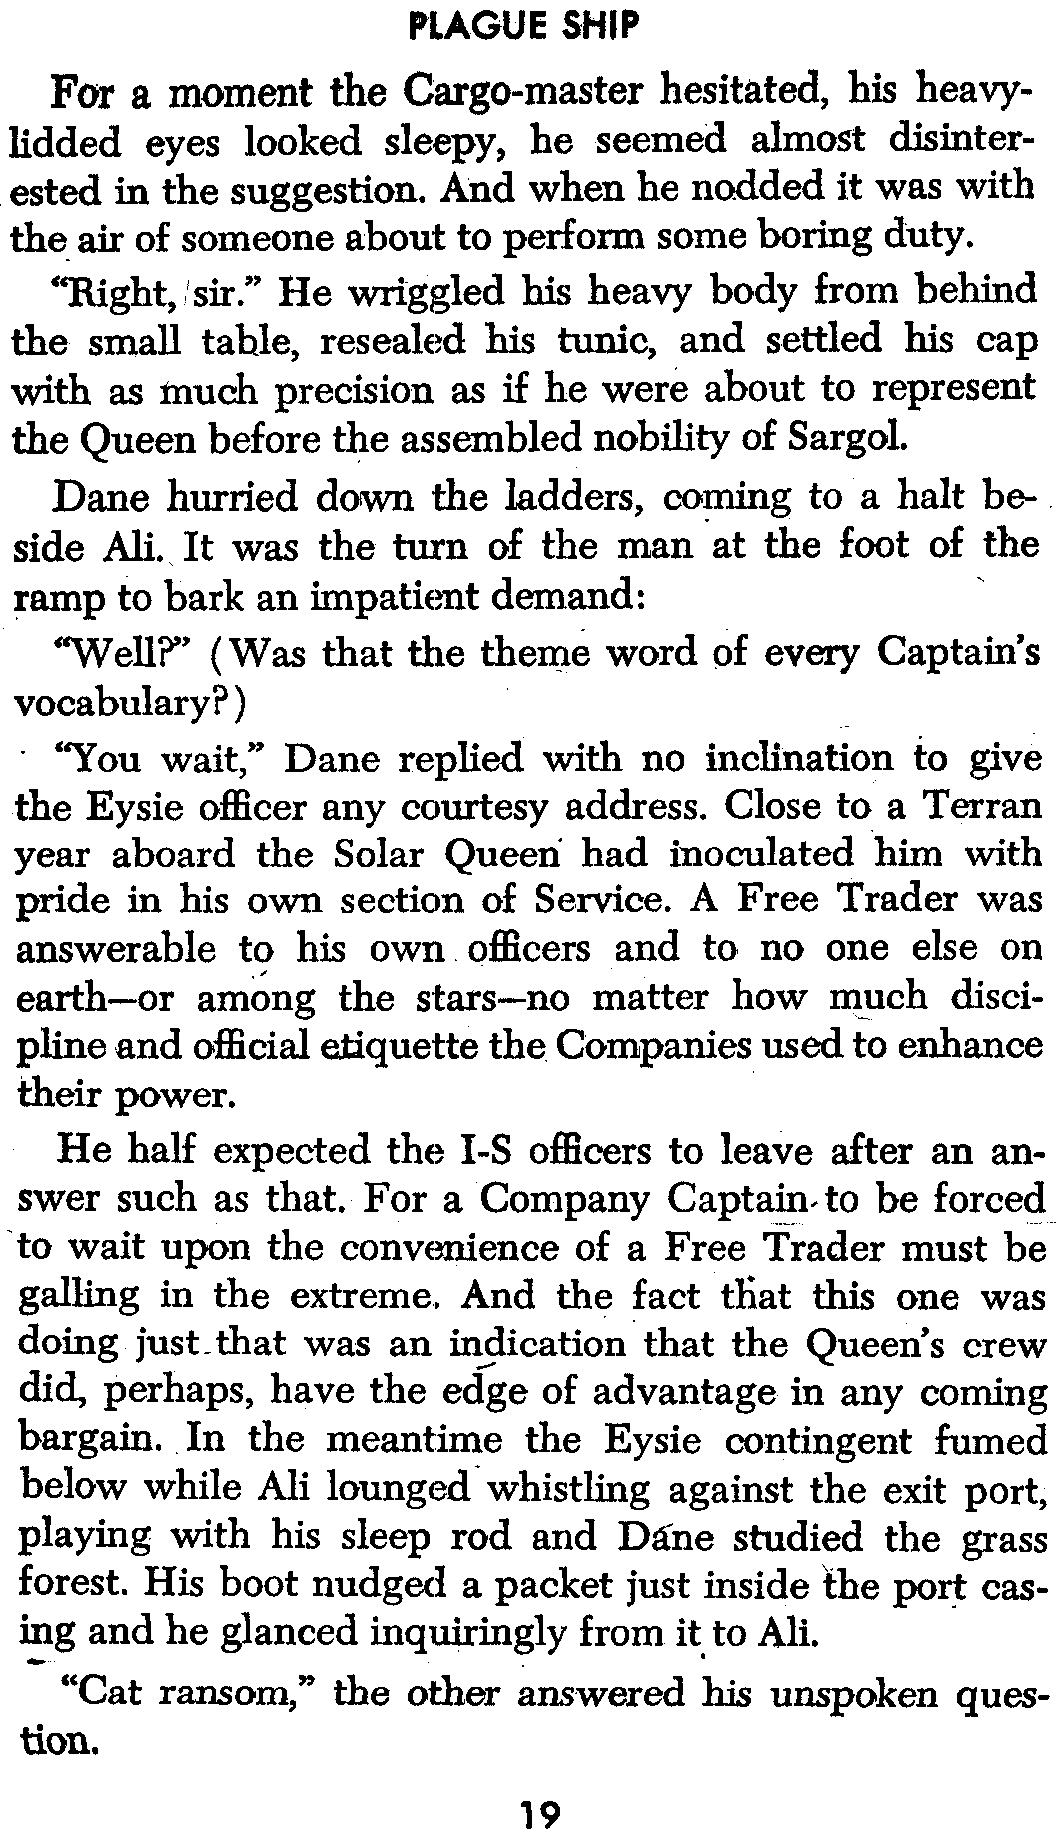 PLAGUE SHIP
For a moment the Cargo-master hesitated, his heavy-
lidded eyes looked sleepy, he seemed almost disinter-
ested in the suggestion. And when he nodded it was with
the air of someone about to perform some boring duty.
“Right, sir.” He wriggled his heavy body from behind
the small table, resealed his tunic, and settled his cap
with as much precision as if he were about to represent
the Queen before the assembled nobility of Sargol.
Dane hurried down the ladders, coming to a halt be-
side Ali. It was the turn of the man at the foot of the
ramp to bark an impatient demand:
“Well?” (Was that the theme word of every Captain’s
vocabulary?)
“You wait,” Dane replied with no inclination to give
the Eysie officer any courtesy address. Close to a Terran
year aboard the Solar Queen had inoculated him with
pride in his own section of Service. A Free Trader was
answerable to his own officers and to no one else on
earth—or among the stars—no matter how much disci-
pline and official etiquette the Companies used to enhance
their power.
He half expected the I-S officers to leave after an an-
swer such as that. For a Company Captain to be forced
to wait upon the convenience of a Free Trader must be
galling in the extreme. And the fact that this one was
doing just that was an indication that the Queen’s crew
did, perhaps, have the edge of advantage in any coming
bargain. In the meantime the Eysie contingent fumed
below while Ali lounged whistling against the exit port,
playing with his sleep rod and Dane studied the grass
forest. His boot nudged a packet just inside the port cas-
ing and he glanced inquiringly from it to Ali.
“Cat ransom,” the other answered his unspoken ques-
tion.
19